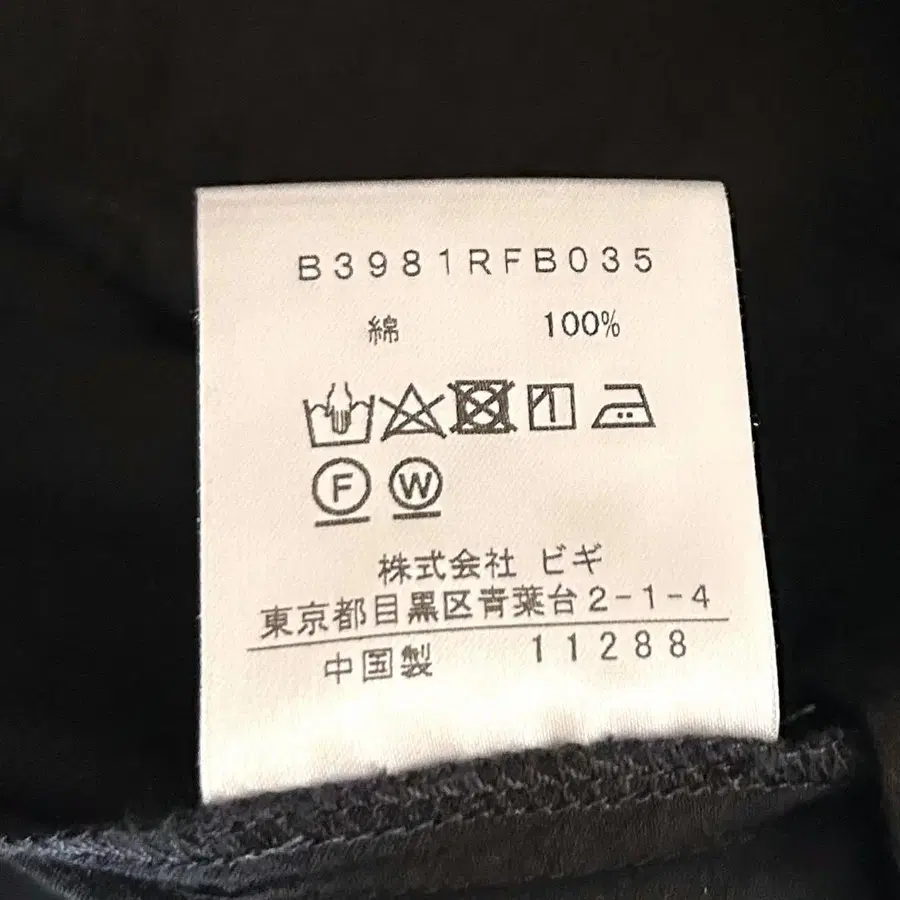 B3981RFB035
綿 100%
F W
株式会社 ビギ
東京都目黒区青葉台2-1-4
中国製 11288